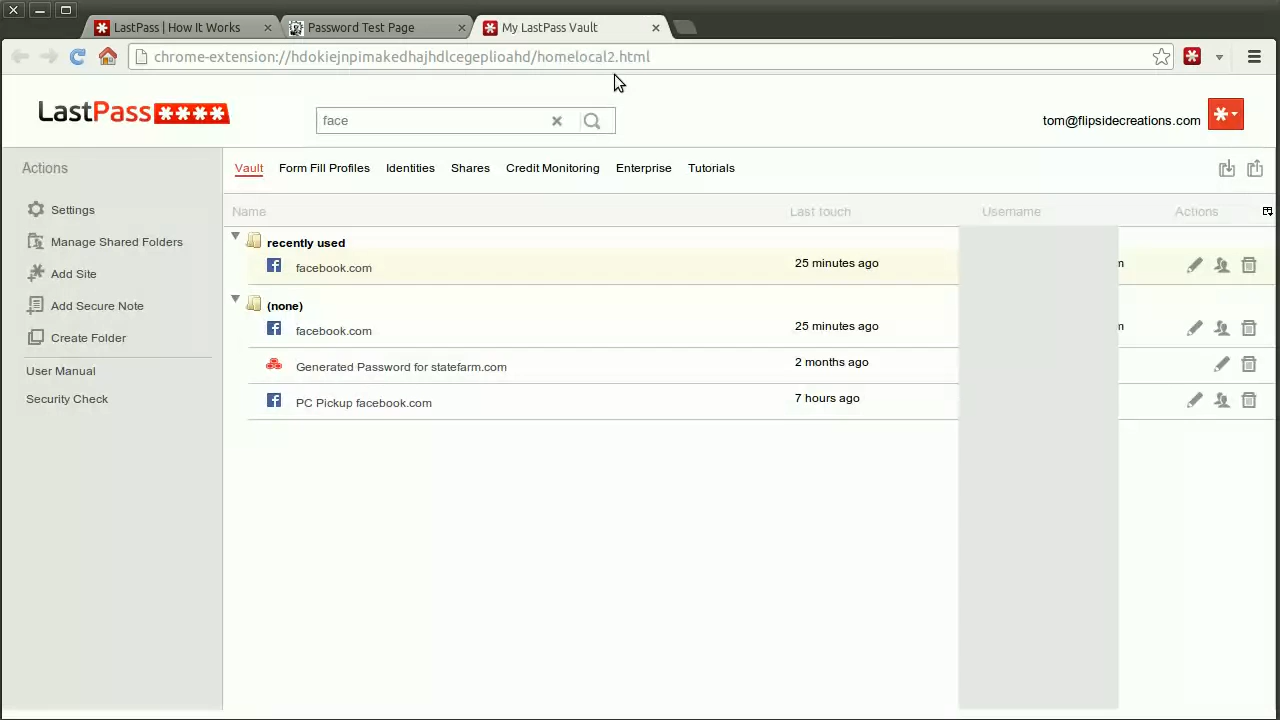 LastPass | How It Works
Password Test Page
My LastPass Vault
chrome-extension://hdokiejnpimakedhajhdlcegeplioahd/homelocal2.html
LastPass ****
face
tom@flipsidecreations.com
Actions
Settings
Manage Shared Folders
Add Site
Add Secure Note
Create Folder
User Manual
Security Check
Vault Form Fill Profiles Identities Shares Credit Monitoring Enterprise Tutorials
Name Last touch Username Actions
recently used
facebook.com 25 minutes ago m
(none)
facebook.com 25 minutes ago m
Generated Password for statefarm.com 2 months ago
PC Pickup facebook.com 7 hours ago